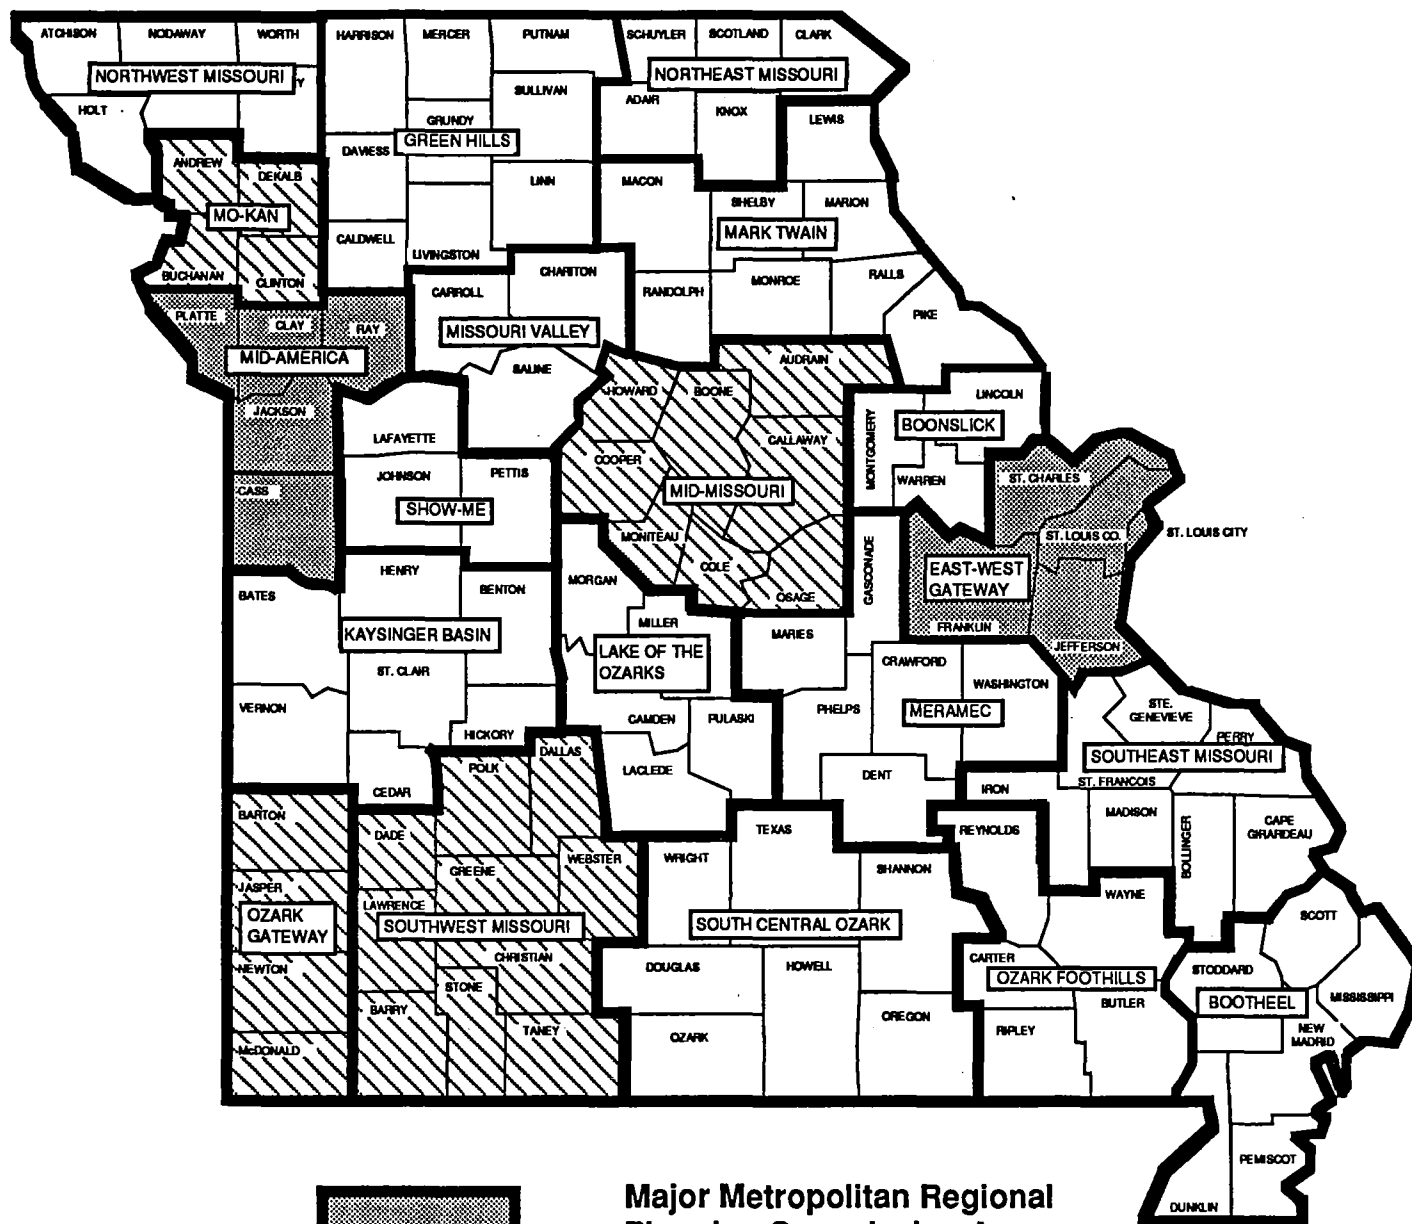 ATCHISON
NODAWAY
WORTH
HARRISON
MERCER
PUTNAM
SCHUYLER
SCOTLAND
CLARK
NORTHWEST MISSOURI
Y
NORTHEAST MISSOURI
HOLT
SULLIVAN
ADAIR
KNOX
LEWIS
GRUNDY
GREEN HILLS
DAVIESS
ANDREW
DEKALB
LINN
MACON
SHELBY
MARION
MO-KAN
MARK TWAIN
CALDWELL
LIVINGSTON
BUCHANAN
CLINTON
CARROLL
CHARITON
RANDOLPH
MONROE
RALLS
PIKE
PLATTE
CLAY
RAY
MISSOURI VALLEY
MID-AMERICA
SALINE
AUDRAIN
HOWARD
BOONE
LINCOLN
JACKSON
BOONSLICK
LAFAYETTE
CALLAWAY
MONTGOMERY
COOPER
JOHNSON
PETTIS
WARREN
ST. CHARLES
CASS
MID-MISSOURI
SHOW-ME
MONITEAU
ST. LOUIS CO.
ST. LOUIS CITY
COLE
GASCONADE
EAST-WEST
GATEWAY
HENRY
MORGAN
BENTON
OSAGE
BATES
MILLER
FRANKLIN
KAYSINGER BASIN
MARIES
JEFFERSON
LAKE OF THE
OZARKS
CRAWFORD
ST. CLAIR
WASHINGTON
VERNON
PHELPS
MERAMEC
STE.
GENEVIEVE
CAMDEN
PULASKI
HICKORY
PERRY
DALLAS
SOUTHEAST MISSOURI
POLK
LACLEDE
DENT
ST. FRANCOIS
CEDAR
IRON
BARTON
MADISON
DADE
TEXAS
REYNOLDS
BOLLINGER
CAPE
GIRARDEAU
WEBSTER
WRIGHT
GREENE
SHANNON
JASPER
LAWRENCE
WAYNE
OZARK
GATEWAY
SOUTHWEST MISSOURI
SOUTH CENTRAL OZARK
SCOTT
NEWTON
CHRISTIAN
DOUGLAS
HOWELL
CARTER
STODDARD
OZARK FOOTHILLS
STONE
BUTLER
BOOTHEEL
MISSISSIPPI
BARRY
OREGON
TANEY
OZARK
RIPLEY
NEW
MADRID
McDONALD
PEMISCOT
DUNKLIN
Major Metropolitan Regional